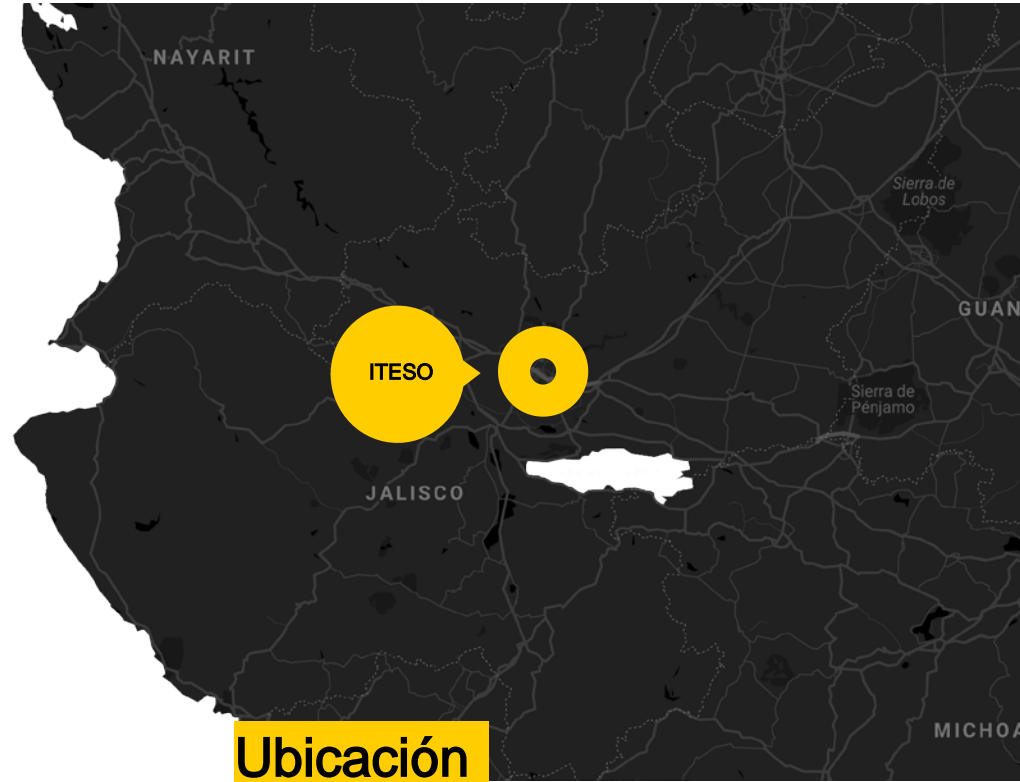 NAYARIT
Sierra de
Lobos
GUAN
ITESO
Sierra de
Pénjamo
JALISCO
MICHOA
Ubicación